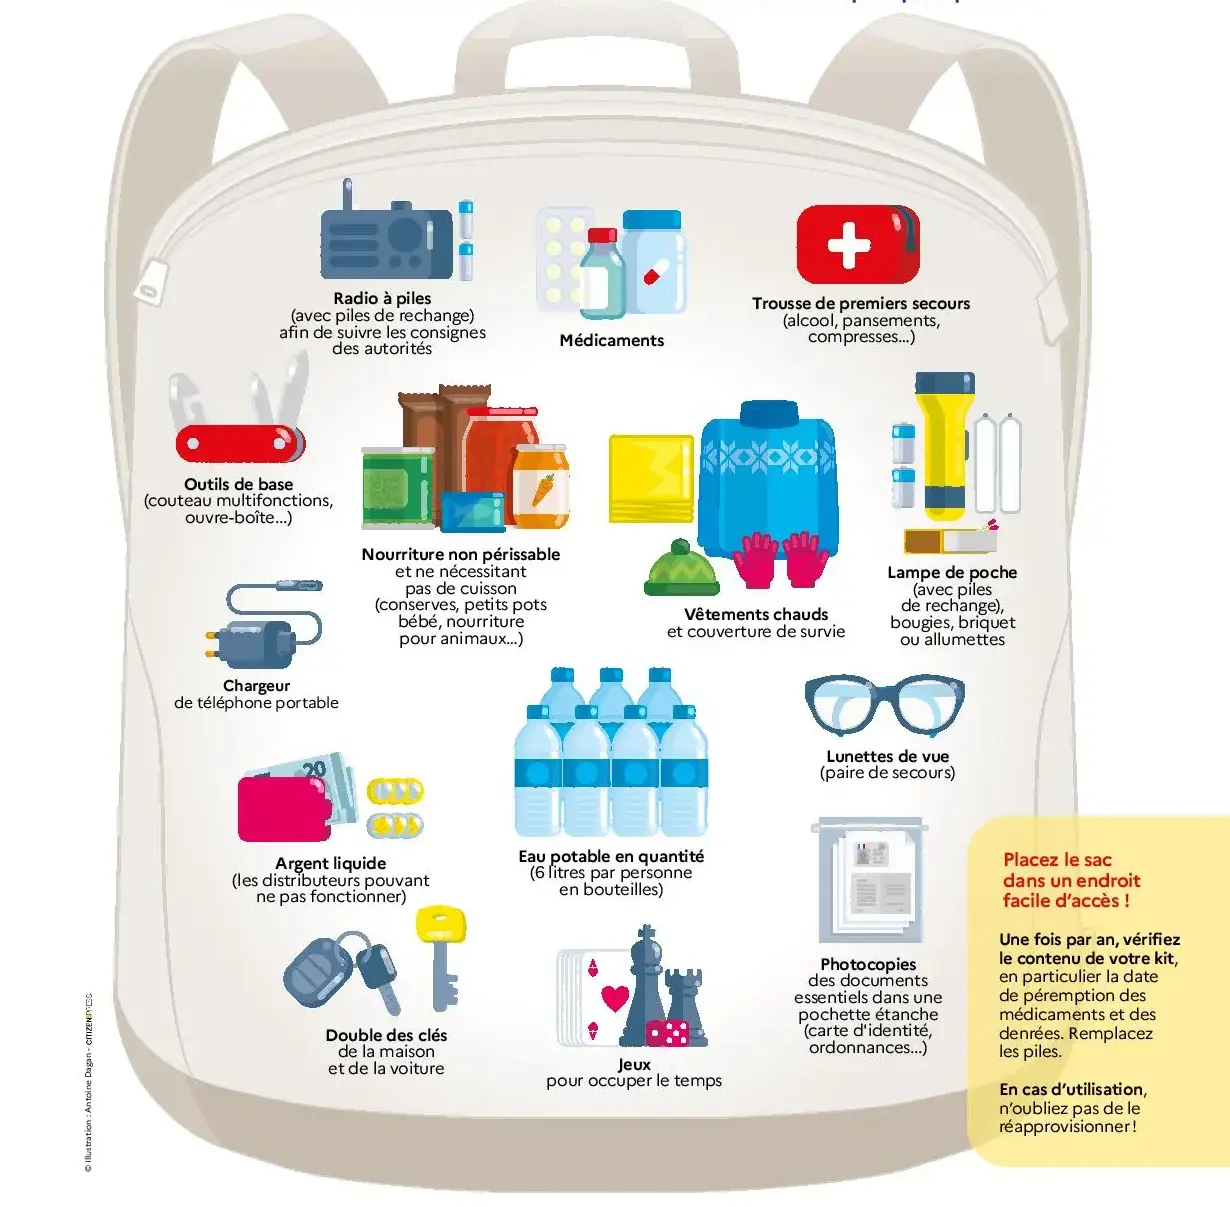 Radio à piles
(avec piles de rechange)
afin de suivre les consignes
des autorités
Médicaments
Trousse de premiers secours
(alcool, pansements,
compresses...)
Outils de base
(couteau multifonctions,
ouvre-boîte...)
Nourriture non périssable
et ne nécessitant
pas de cuisson
(conserves, petits pots
bébé, nourriture
pour animaux...)
Vêtements chauds
et couverture de survie
Lampe de poche
(avec piles
de rechange),
bougies, briquet
ou allumettes
Chargeur
de téléphone portable
Lunettes de vue
(paire de secours)
20
Argent liquide
(les distributeurs pouvant
ne pas fonctionner)
Eau potable en quantité
(6 litres par personne
en bouteilles)
Photocopies
des documents
essentiels dans une
pochette étanche
(carte d'identité,
ordonnances...)
Double des clés
de la maison
et de la voiture
A
Jeux
pour occuper le temps
Placez le sac
dans un endroit
facile d'accès !
Une fois par an, vérifiez
le contenu de votre kit,
en particulier la date
de péremption des
médicaments et des
denrées. Remplacez
les piles.
En cas d'utilisation,
n'oubliez pas de le
réapprovisionner !
© Illustration : Antoine Dagan - CITIZENPRESS